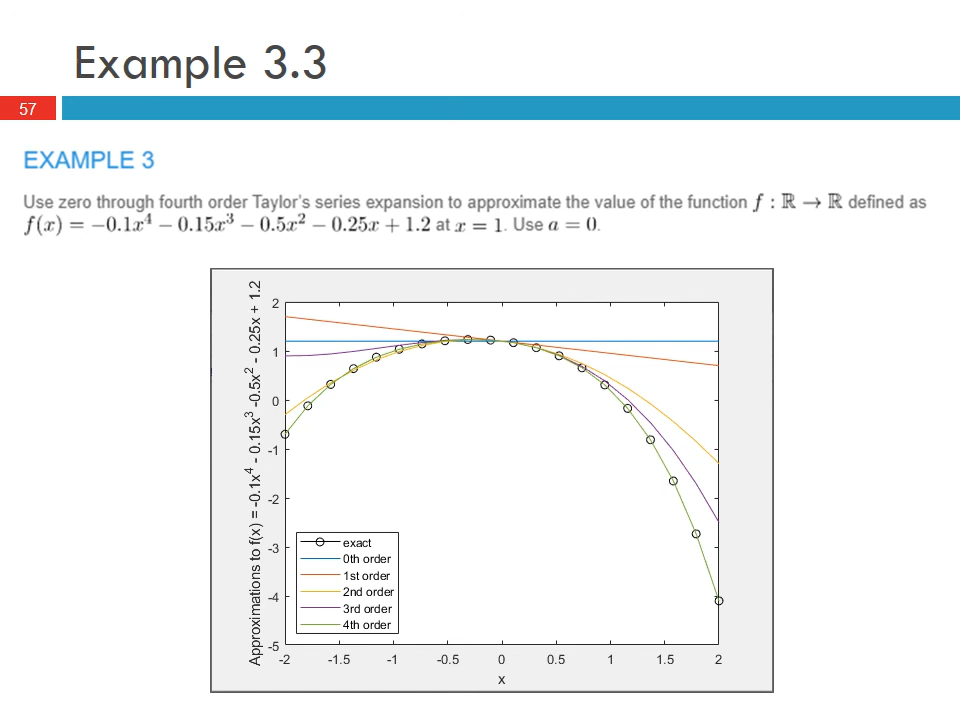 Example 3.3
57
EXAMPLE 3
Use zero through fourth order Taylor's series expansion to approximate the value of the function f : ℝ → ℝ defined as
f(x) = −0.1x⁴ − 0.15x³ − 0.5x² − 0.25x + 1.2 at x = 1. Use a = 0.
Approximations to f(x) = -0.1x⁴ - 0.15x³ -0.5x² - 0.25x + 1.2
2
1
0
-1
-2
-3
-4
-5
exact
0th order
1st order
2nd order
3rd order
4th order
-2 -1.5 -1 -0.5 0 0.5 1 1.5 2
x